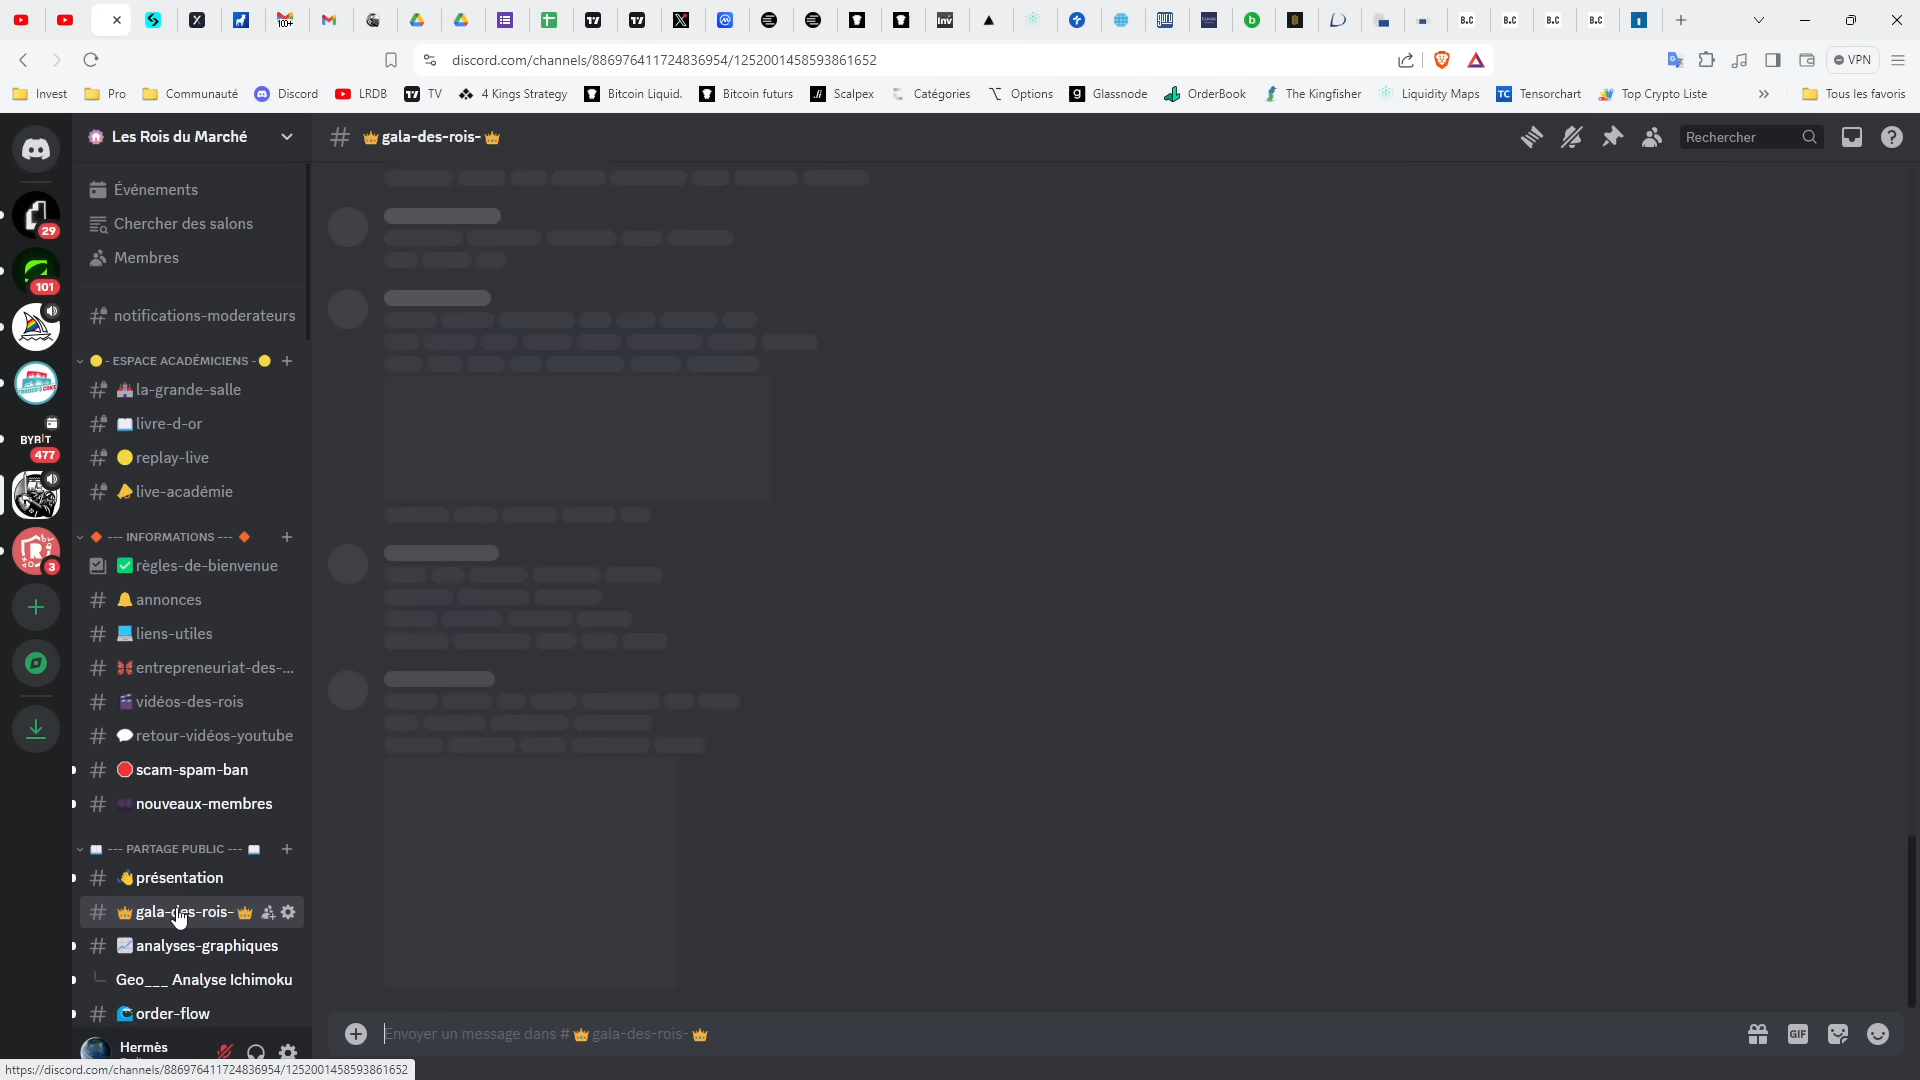 100+
Inv
guru
B.C
B.C
B.C
B.C
discord.com/channels/886976411724836954/1252001458593861652
VPN
Invest
Pro
Communauté
Discord
LRDB
TV
4 Kings Strategy
Bitcoin Liquid.
Bitcoin futurs
Scalpex
Catégories
Options
Glassnode
OrderBook
The Kingfisher
Liquidity Maps
TC Tensorchart
Top Crypto Liste
»
Tous les favoris
Les Rois du Marché
# 👑gala-des-rois-👑
Rechercher
Événements
Chercher des salons
Membres
29
101
BYBIT
477
3
notifications-moderateurs
- ESPACE ACADÉMICIENS -
la-grande-salle
livre-d-or
replay-live
live-académie
--- INFORMATIONS ---
règles-de-bienvenue
annonces
liens-utiles
entrepreneuriat-des-...
vidéos-des-rois
retour-vidéos-youtube
scam-spam-ban
nouveaux-membres
--- PARTAGE PUBLIC ---
présentation
gala-des-rois-
analyses-graphiques
Geo___ Analyse Ichimoku
order-flow
Hermès
Envoyer un message dans #👑gala-des-rois-👑
GIF
https://discord.com/channels/886976411724836954/1252001458593861652